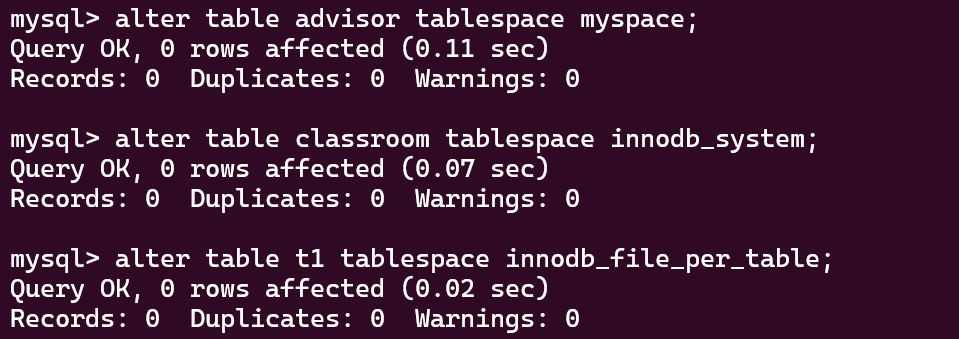 mysql> alter table advisor tablespace myspace;
Query OK, 0 rows affected (0.11 sec)
Records: 0  Duplicates: 0  Warnings: 0

mysql> alter table classroom tablespace innodb_system;
Query OK, 0 rows affected (0.07 sec)
Records: 0  Duplicates: 0  Warnings: 0

mysql> alter table t1 tablespace innodb_file_per_table;
Query OK, 0 rows affected (0.02 sec)
Records: 0  Duplicates: 0  Warnings: 0